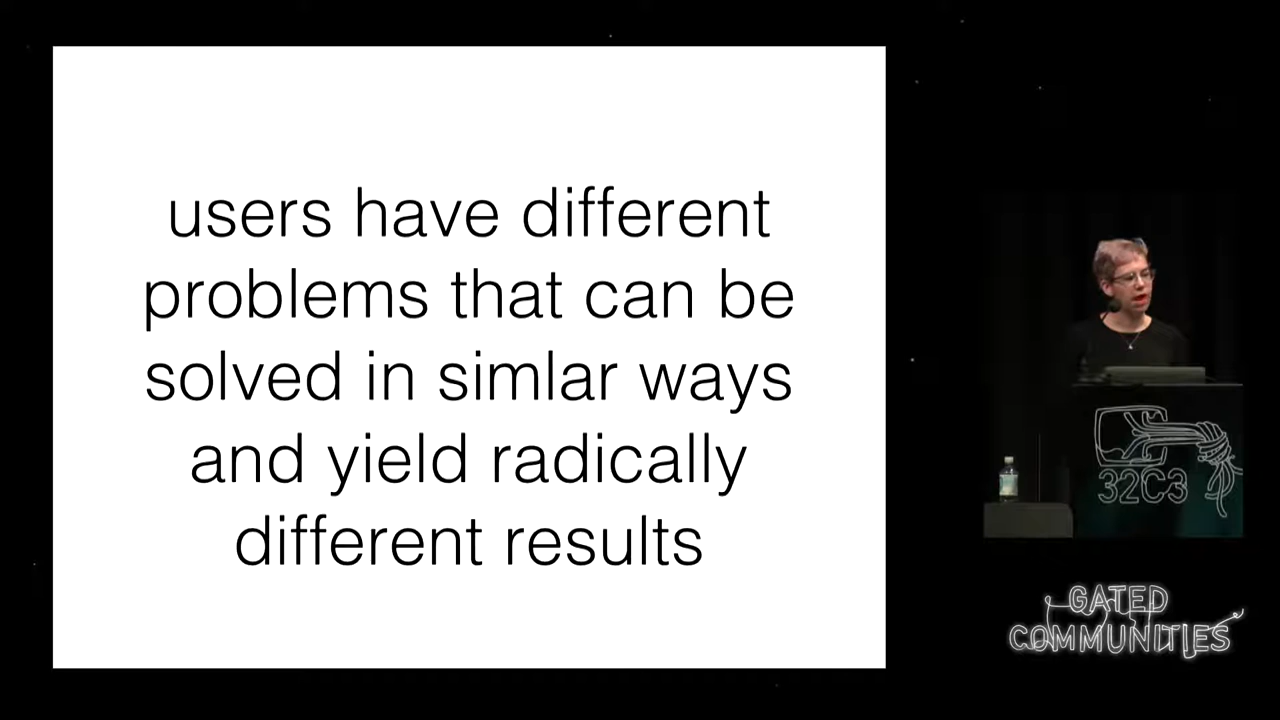 users have different
problems that can be
solved in simlar ways
and yield radically
different results
32C3
GATED
COMMUNITIES